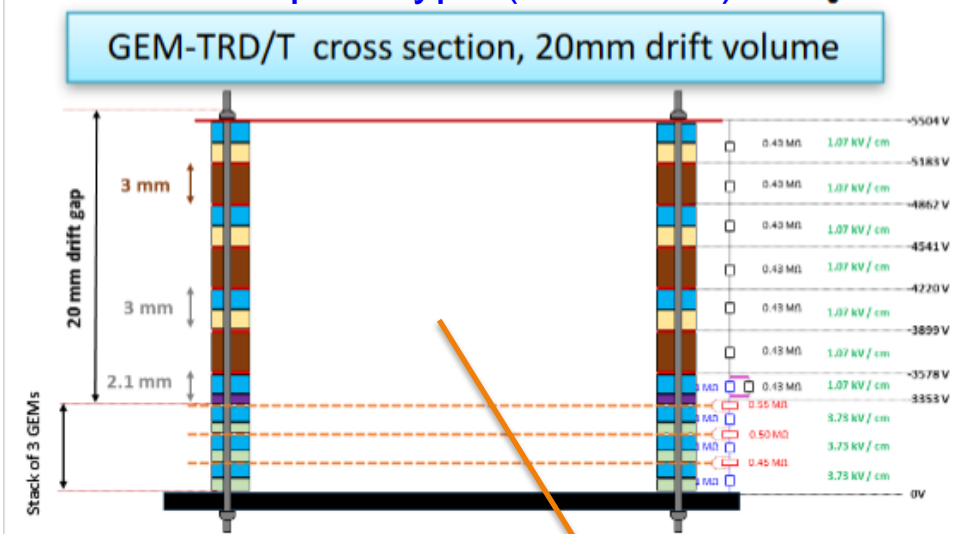 GEM-TRD/T cross section, 20mm drift volume
20 mm drift gap
3 mm
3 mm
2.1 mm
Stack of 3 GEMs
0.43 MΩ
1.07 kV / cm
0.43 MΩ
1.07 kV / cm
0.43 MΩ
1.07 kV / cm
0.43 MΩ
1.07 kV / cm
0.43 MΩ
1.07 kV / cm
0.43 MΩ
1.07 kV / cm
0.43 MΩ
1.07 kV / cm
-5504 V
-5183 V
-4862 V
-4541 V
-4220 V
-3899 V
-3578 V
-3353 V
0.55 MΩ
3.73 kV / cm
0.50 MΩ
3.73 kV / cm
0.45 MΩ
3.73 kV / cm
0V